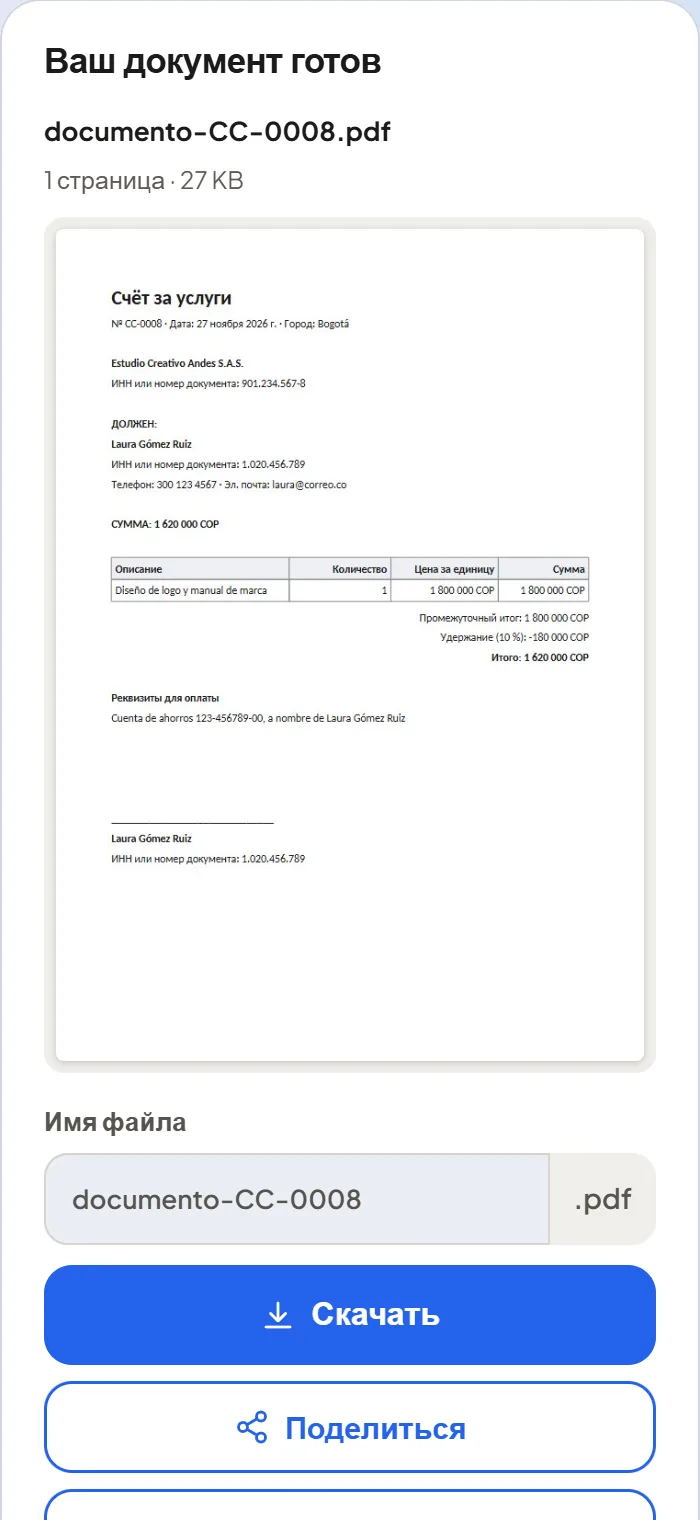 Ваш документ готов
documento-CC-0008.pdf
1 страница · 27 KB
Счёт за услуги
№ CC-0008 · Дата: 27 ноября 2026 г. · Город: Bogotá
Estudio Creativo Andes S.A.S.
ИНН или номер документа: 901.234.567-8
ДОЛЖЕН:
Laura Gómez Ruiz
ИНН или номер документа: 1.020.456.789
Телефон: 300 123 4567 · Эл. почта: laura@correo.co
СУММА: 1 620 000 COP
Описание Количество Цена за единицу Сумма
Diseño de logo y manual de marca 1 1 800 000 COP 1 800 000 COP
Промежуточный итог: 1 800 000 COP
Удержание (10 %): -180 000 COP
Итого: 1 620 000 COP
Реквизиты для оплаты
Cuenta de ahorros 123-456789-00, a nombre de Laura Gómez Ruiz
Laura Gómez Ruiz
ИНН или номер документа: 1.020.456.789
Имя файла
documento-CC-0008 .pdf
Скачать
Поделиться